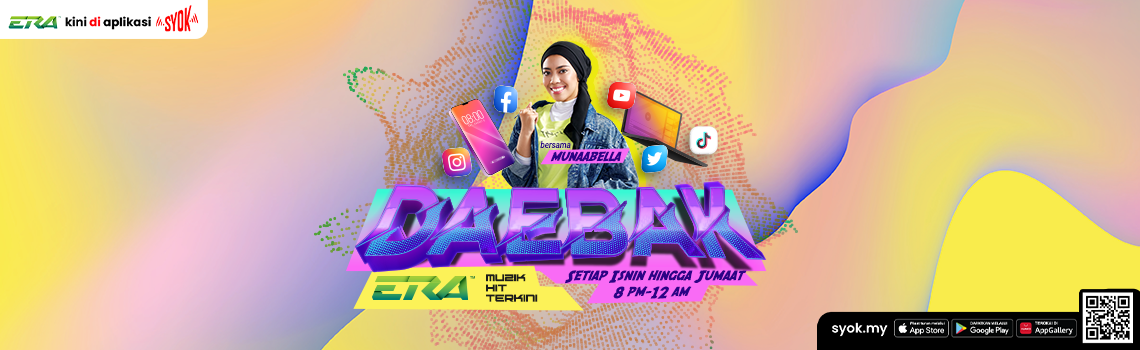 ERA kini di aplikasi SYOK
08:00
bersama
MUNAABELLA
DAEBAK
SETIAP ISNIN HINGGA JUMAAT
8 PM-12 AM
ERA™
MUZIK
HIT
TERKINI
syok.my
App Store
Google Play
AppGallery